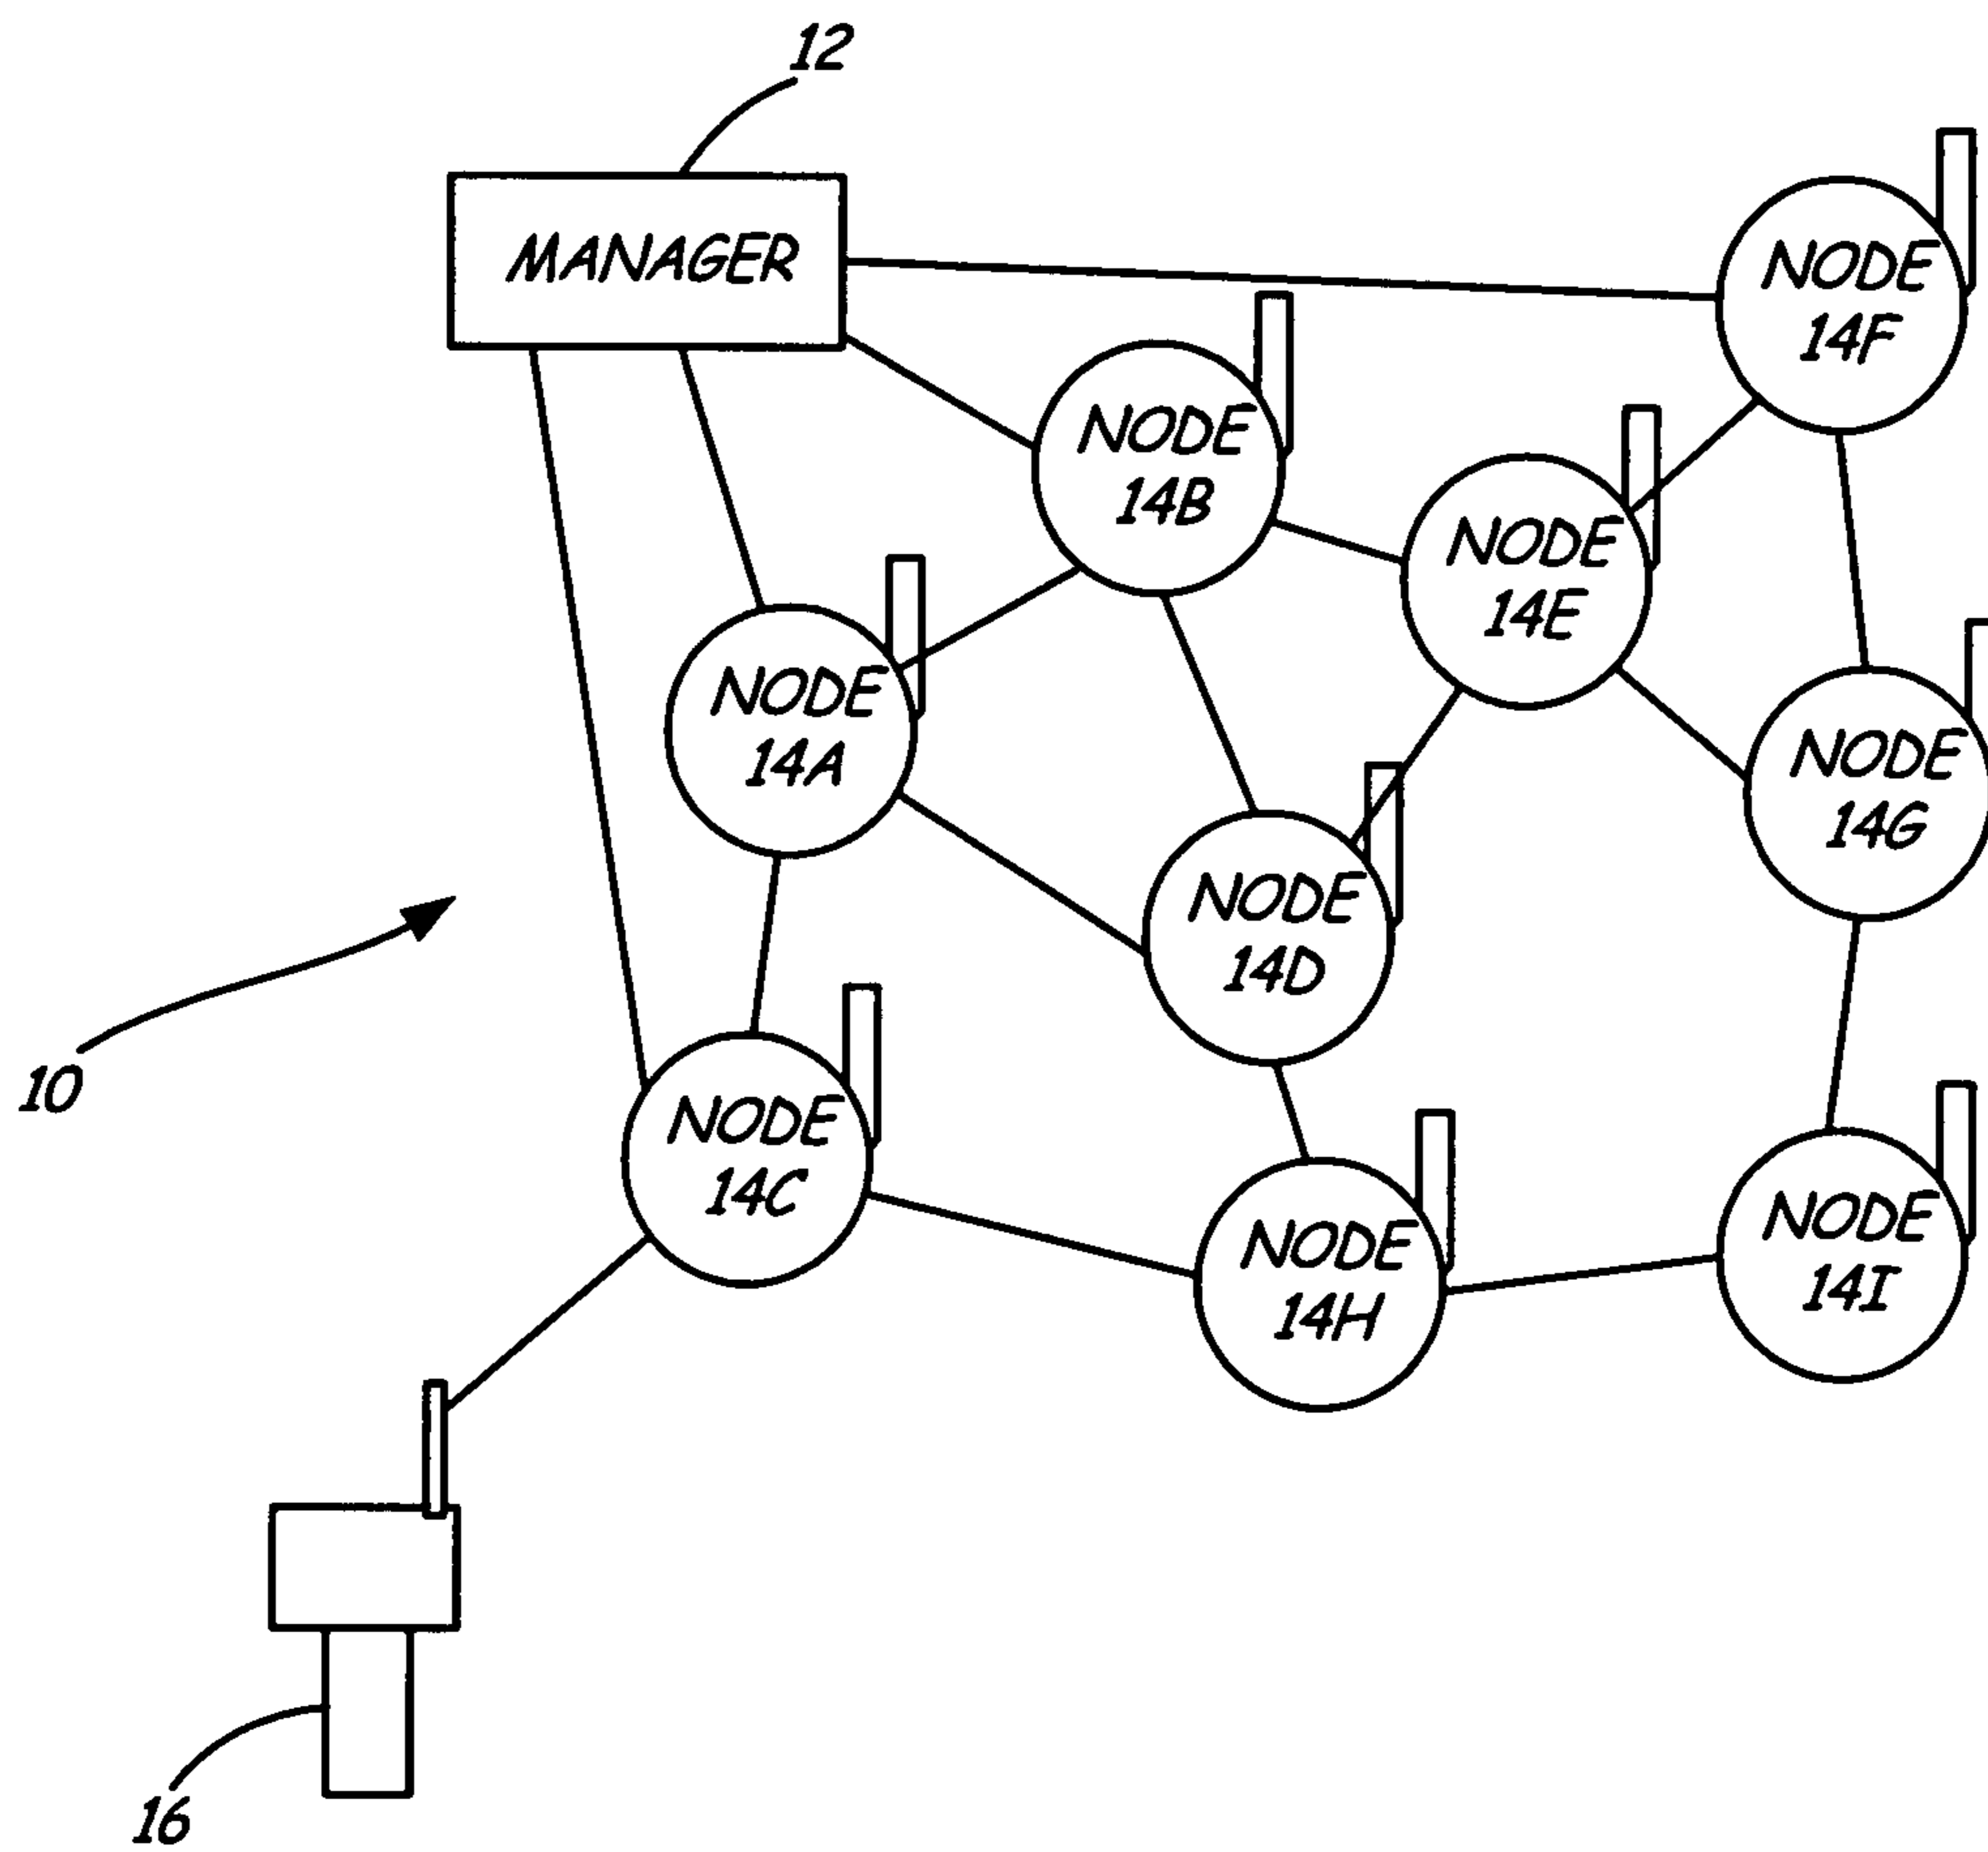 12
MANAGER
NODE
14F
NODE
14B
NODE
14E
NODE
14A
NODE
14G
NODE
14D
10
NODE
14C
NODE
14H
NODE
14I
16